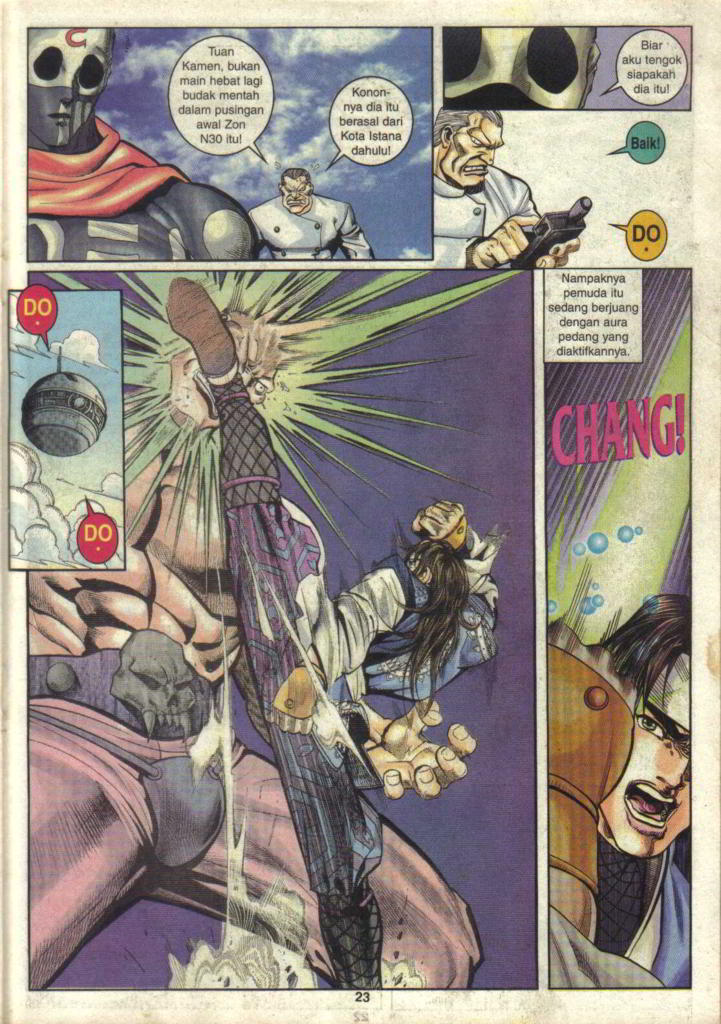 C
Tuan
Kamen, bukan
main hebat lagi
budak mentah
dalam pusingan
awal Zon
N30 itu!
Konon-
nya dia itu
berasal dari
Kota Istana
dahulu!
Biar
aku tengok
siapakah
dia itu!
Baik!
DO
DO
DO
Nampaknya
pemuda itu
sedang berjuang
dengan aura
pedang yang
diaktifkannya.
CHANG!
23
22